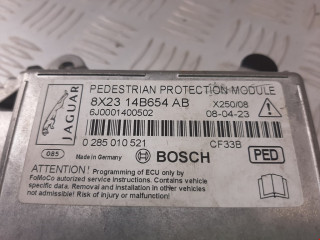 PEDESTRIAN PROTECTION MODULE
8X23 14B654 AB
X250/08
6J0001400502
08-04-23
JAGUAR
0 285 010 521
CF33B
085
Made in Germany
BOSCH
PED
ATTENTION! Programming of ECU only by
FoMoCo authorized service instructions. Contains vehicle
specific data. Removal and installation in other vehicles
not authorized! Risk of injury or malfunction!